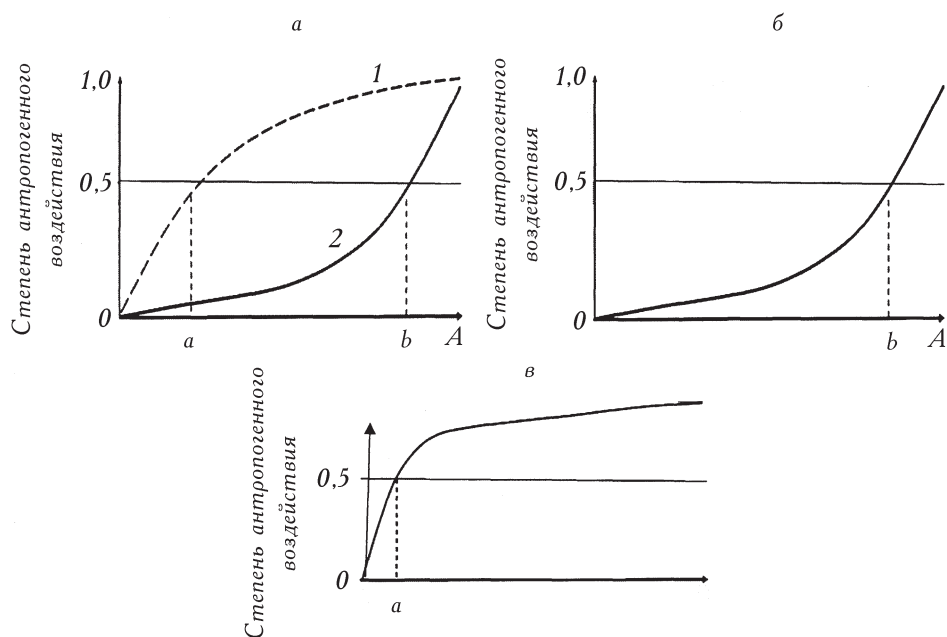 а
б
Степень антропогенного
воздействия
1,0
0,5
0
1
2
a
b
A
Степень антропогенного
воздействия
1,0
0,5
0
b
A
в
Степень антропогенного
воздействия
0,5
0
a